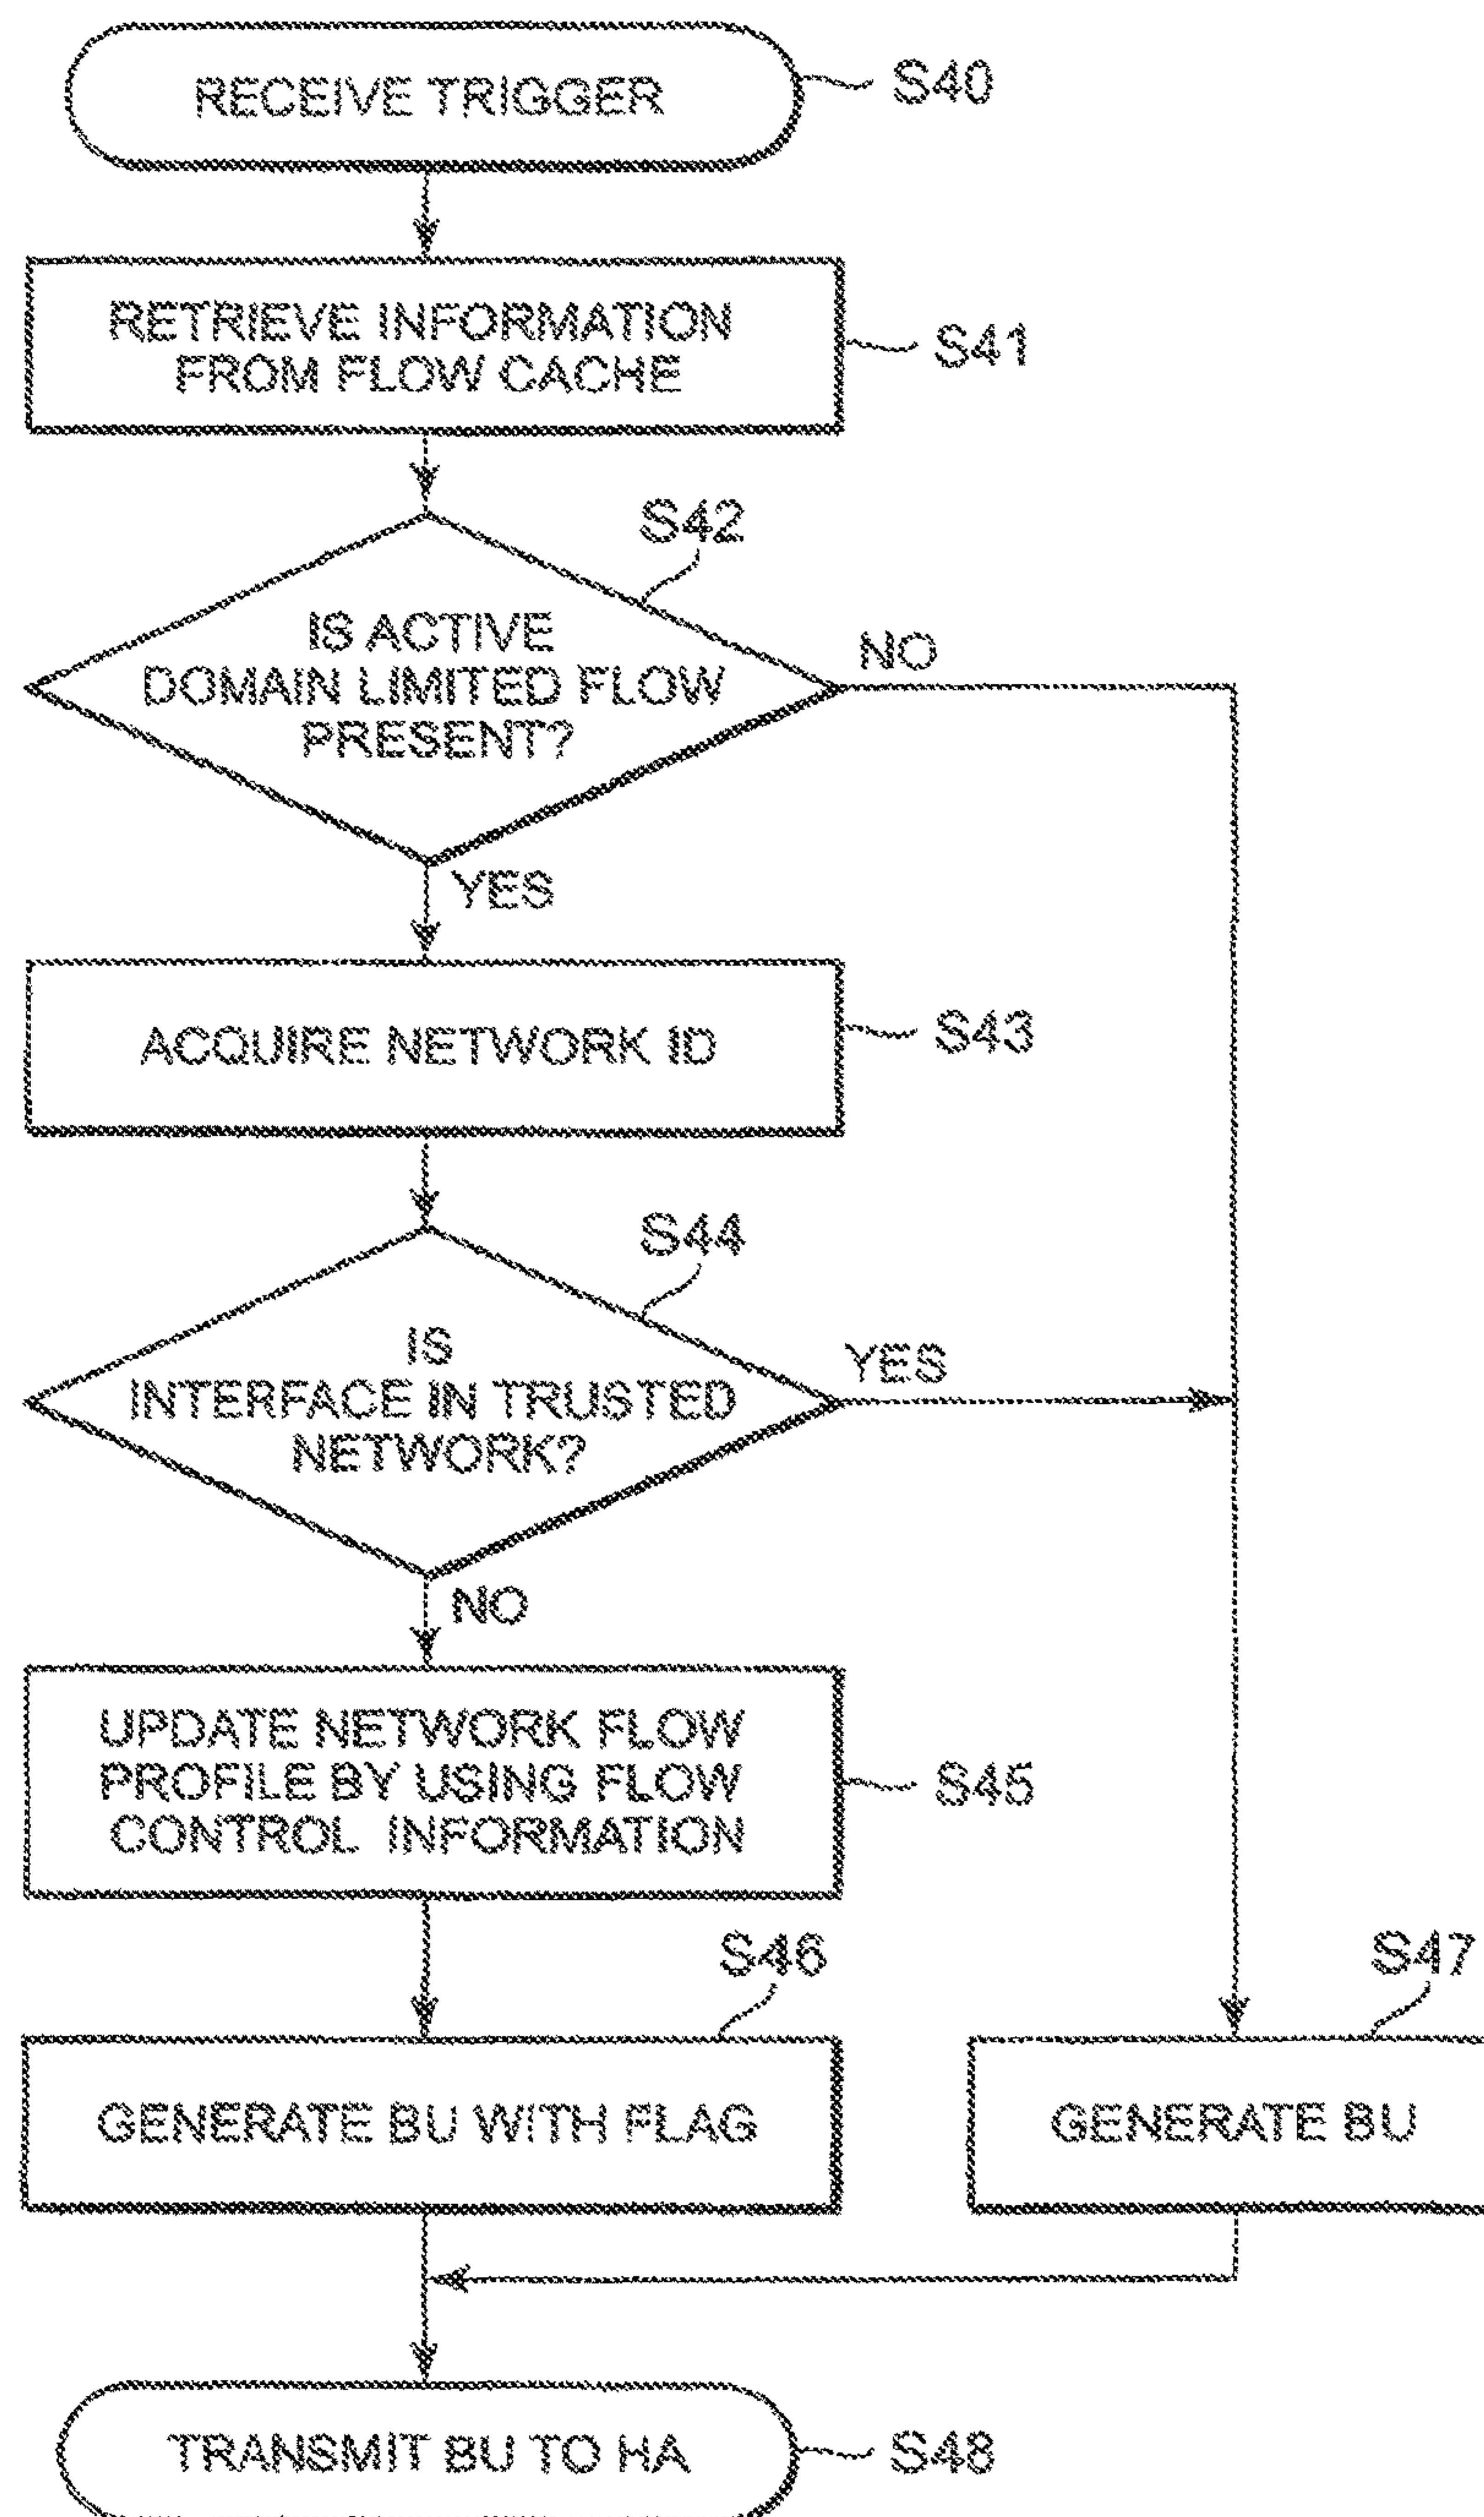 RECEIVE TRIGGER
S40
RETRIEVE INFORMATION
FROM FLOW CACHE
S41
S42
IS ACTIVE
DOMAIN LIMITED FLOW
PRESENT?
NO
YES
ACQUIRE NETWORK ID
S43
S44
IS
INTERFACE IN TRUSTED
NETWORK?
YES
NO
UPDATE NETWORK FLOW
PROFILE BY USING FLOW
CONTROL INFORMATION
S45
S46
GENERATE BU WITH FLAG
S47
GENERATE BU
TRANSMIT BU TO HA
S48